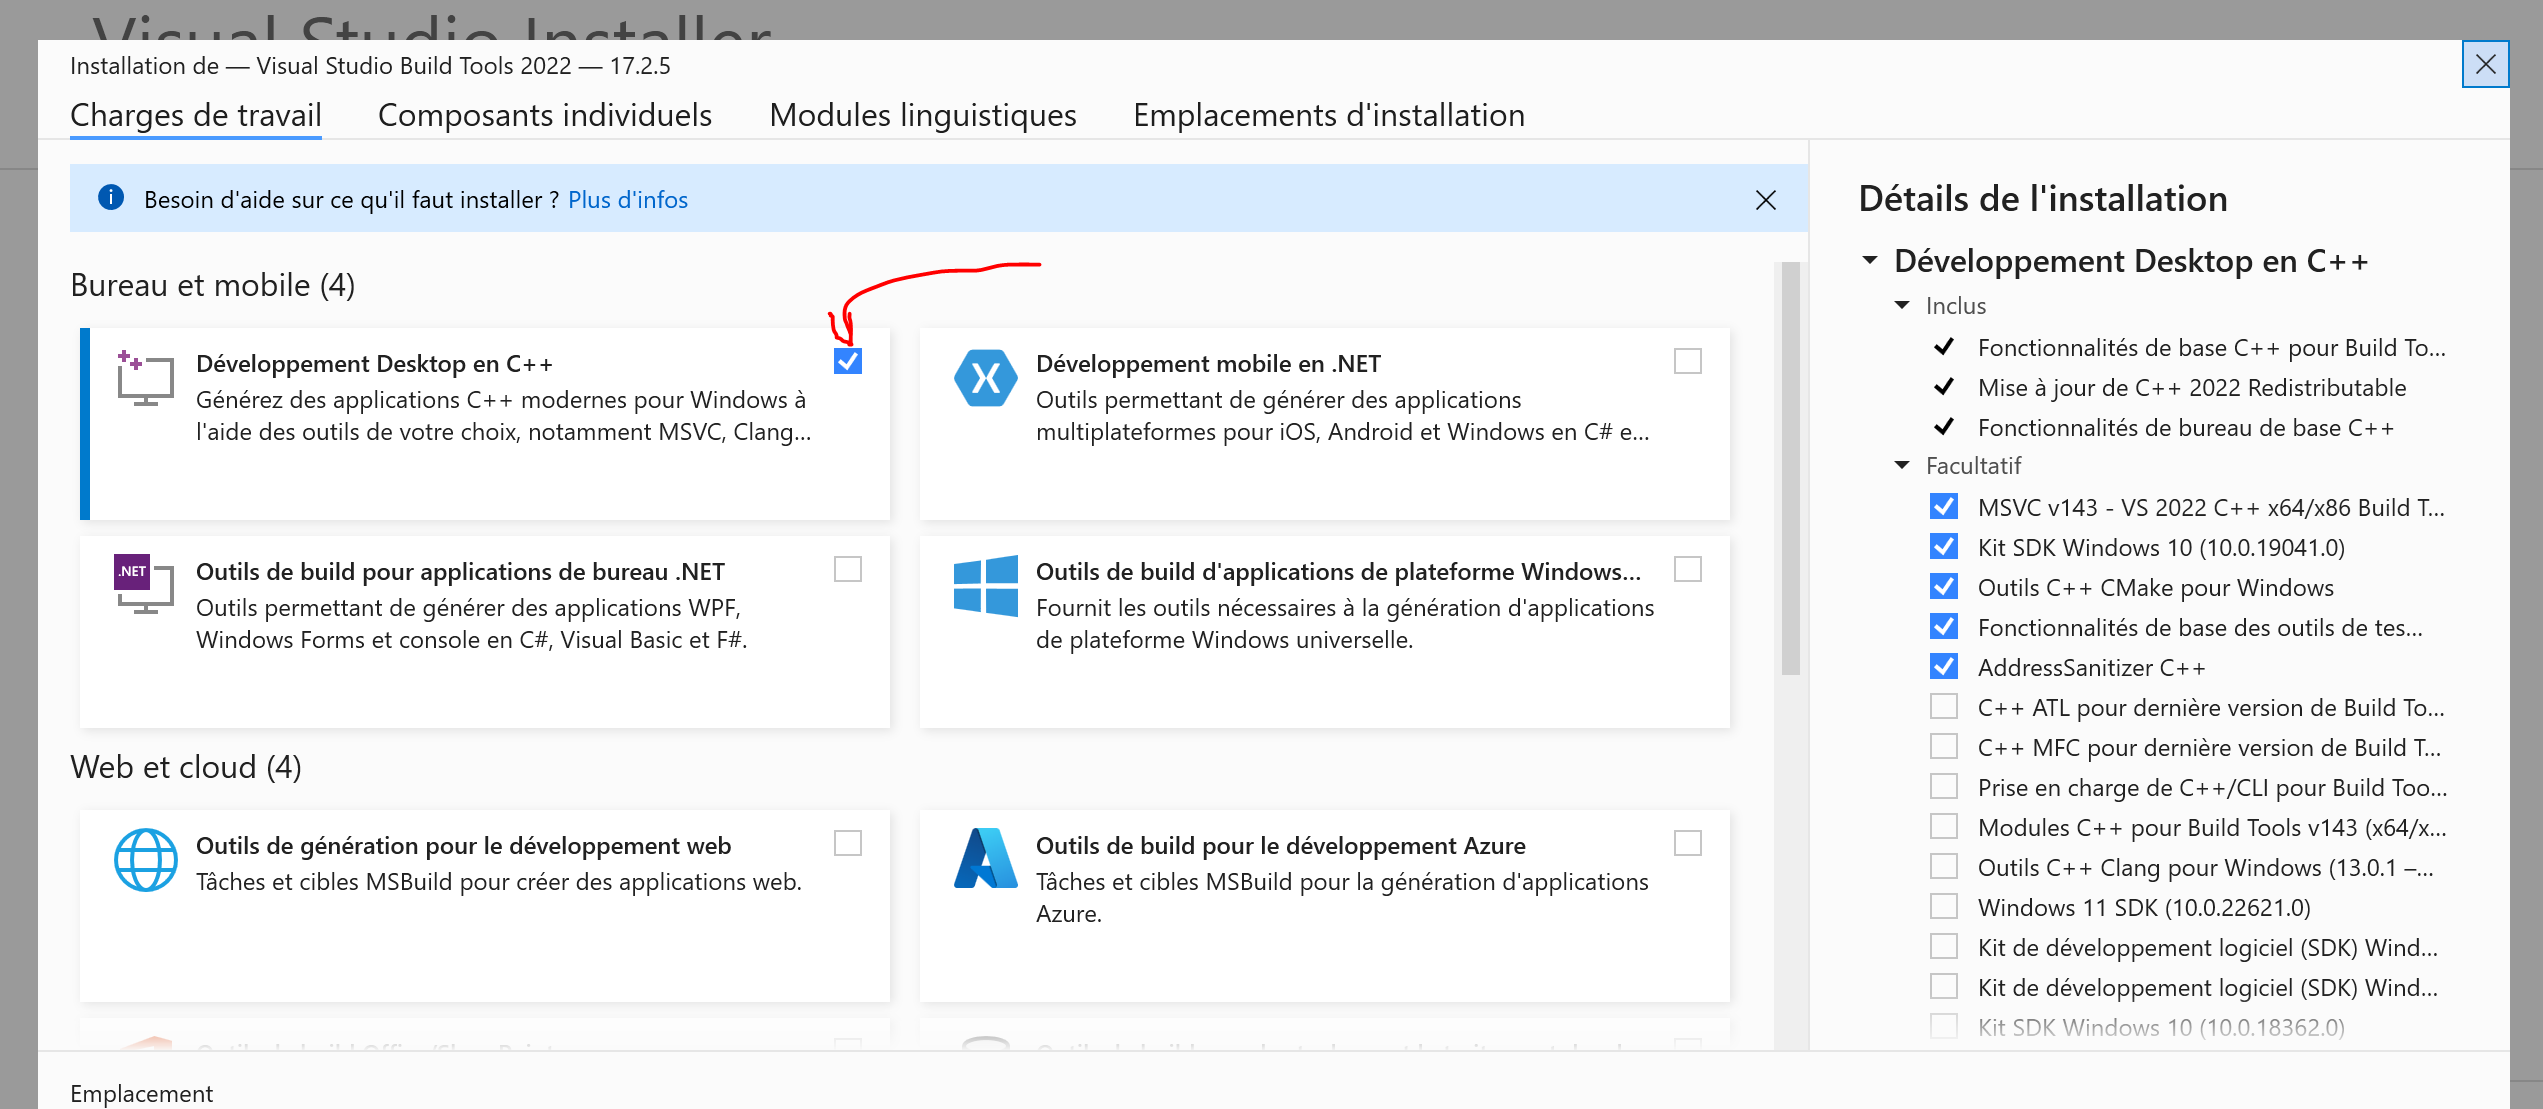 Visual Studio Installer
Installation de — Visual Studio Build Tools 2022 — 17.2.5
Charges de travail
Composants individuels
Modules linguistiques
Emplacements d'installation
Besoin d'aide sur ce qu'il faut installer ? Plus d'infos
Bureau et mobile (4)
Développement Desktop en C++
Générez des applications C++ modernes pour Windows à
l'aide des outils de votre choix, notamment MSVC, Clang...
Développement mobile en .NET
Outils permettant de générer des applications
multiplateformes pour iOS, Android et Windows en C# e...
.NET
Outils de build pour applications de bureau .NET
Outils permettant de générer des applications WPF,
Windows Forms et console en C#, Visual Basic et F#.
Outils de build d'applications de plateforme Windows...
Fournit les outils nécessaires à la génération d'applications
de plateforme Windows universelle.
Web et cloud (4)
Outils de génération pour le développement web
Tâches et cibles MSBuild pour créer des applications web.
Outils de build pour le développement Azure
Tâches et cibles MSBuild pour la génération d'applications
Azure.
Emplacement
Détails de l'installation
Développement Desktop en C++
Inclus
Fonctionnalités de base C++ pour Build To...
Mise à jour de C++ 2022 Redistributable
Fonctionnalités de bureau de base C++
Facultatif
MSVC v143 - VS 2022 C++ x64/x86 Build T...
Kit SDK Windows 10 (10.0.19041.0)
Outils C++ CMake pour Windows
Fonctionnalités de base des outils de tes...
AddressSanitizer C++
C++ ATL pour dernière version de Build To...
C++ MFC pour dernière version de Build T...
Prise en charge de C++/CLI pour Build Too...
Modules C++ pour Build Tools v143 (x64/x...
Outils C++ Clang pour Windows (13.0.1 –...
Windows 11 SDK (10.0.22621.0)
Kit de développement logiciel (SDK) Wind...
Kit de développement logiciel (SDK) Wind...
Kit SDK Windows 10 (10.0.18362.0)